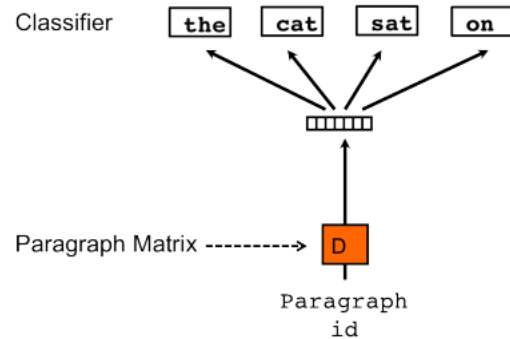 Classifier
the cat sat on
Paragraph Matrix
D
Paragraph
id